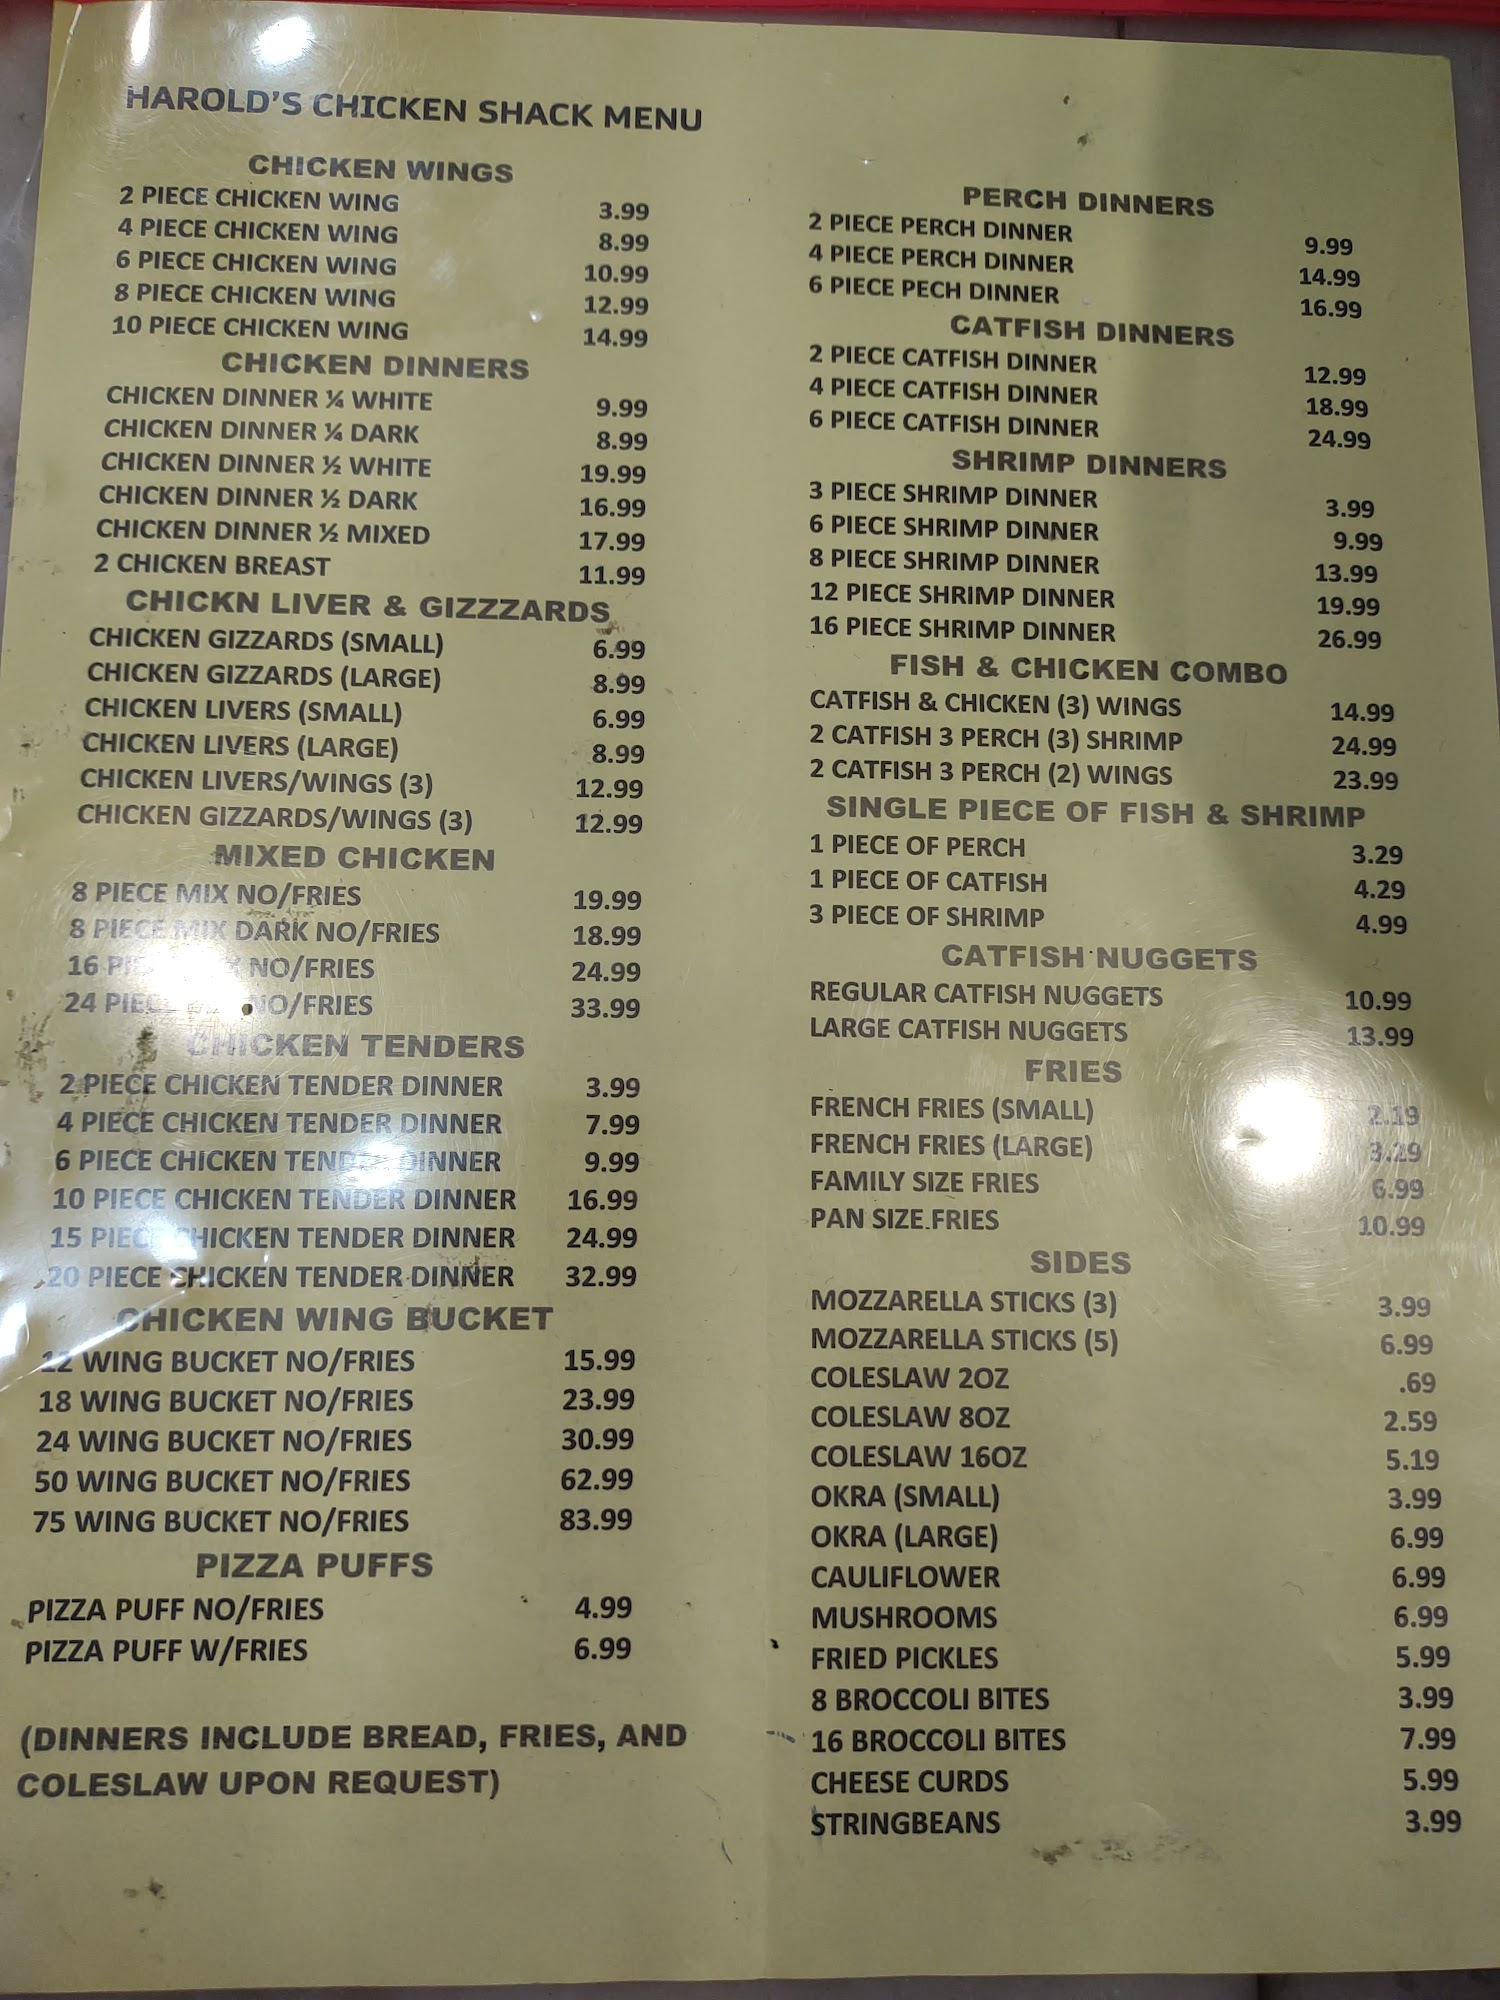 HAROLD'S CHICKEN SHACK MENU
CHICKEN WINGS
2 PIECE CHICKEN WING 3.99
4 PIECE CHICKEN WING 8.99
6 PIECE CHICKEN WING 10.99
8 PIECE CHICKEN WING 12.99
10 PIECE CHICKEN WING 14.99
CHICKEN DINNERS
CHICKEN DINNER ¼ WHITE 9.99
CHICKEN DINNER ¼ DARK 8.99
CHICKEN DINNER ½ WHITE 19.99
CHICKEN DINNER ½ DARK 16.99
CHICKEN DINNER ½ MIXED 17.99
2 CHICKEN BREAST 11.99
CHICKN LIVER & GIZZZARDS
CHICKEN GIZZARDS (SMALL) 6.99
CHICKEN GIZZARDS (LARGE) 8.99
CHICKEN LIVERS (SMALL) 6.99
CHICKEN LIVERS (LARGE) 8.99
CHICKEN LIVERS/WINGS (3) 12.99
CHICKEN GIZZARDS/WINGS (3) 12.99
MIXED CHICKEN
8 PIECE MIX NO/FRIES 19.99
8 PIECE MIX DARK NO/FRIES 18.99
16 PIECE MIX NO/FRIES 24.99
24 PIECE NO/FRIES 33.99
CHICKEN TENDERS
2 PIECE CHICKEN TENDER DINNER 3.99
4 PIECE CHICKEN TENDER DINNER 7.99
6 PIECE CHICKEN TENDER DINNER 9.99
10 PIECE CHICKEN TENDER DINNER 16.99
15 PIECE CHICKEN TENDER DINNER 24.99
20 PIECE CHICKEN TENDER DINNER 32.99
CHICKEN WING BUCKET
12 WING BUCKET NO/FRIES 15.99
18 WING BUCKET NO/FRIES 23.99
24 WING BUCKET NO/FRIES 30.99
50 WING BUCKET NO/FRIES 62.99
75 WING BUCKET NO/FRIES 83.99
PIZZA PUFFS
PIZZA PUFF NO/FRIES 4.99
PIZZA PUFF W/FRIES 6.99
(DINNERS INCLUDE BREAD, FRIES, AND
COLESLAW UPON REQUEST)
PERCH DINNERS
2 PIECE PERCH DINNER 9.99
4 PIECE PERCH DINNER 14.99
6 PIECE PECH DINNER 16.99
CATFISH DINNERS
2 PIECE CATFISH DINNER 12.99
4 PIECE CATFISH DINNER 18.99
6 PIECE CATFISH DINNER 24.99
SHRIMP DINNERS
3 PIECE SHRIMP DINNER 3.99
6 PIECE SHRIMP DINNER 9.99
8 PIECE SHRIMP DINNER 13.99
12 PIECE SHRIMP DINNER 19.99
16 PIECE SHRIMP DINNER 26.99
FISH & CHICKEN COMBO
CATFISH & CHICKEN (3) WINGS 14.99
2 CATFISH 3 PERCH (3) SHRIMP 24.99
2 CATFISH 3 PERCH (2) WINGS 23.99
SINGLE PIECE OF FISH & SHRIMP
1 PIECE OF PERCH 3.29
1 PIECE OF CATFISH 4.29
3 PIECE OF SHRIMP 4.99
CATFISH NUGGETS
REGULAR CATFISH NUGGETS 10.99
LARGE CATFISH NUGGETS 13.99
FRIES
FRENCH FRIES (SMALL) 2.19
FRENCH FRIES (LARGE) 3.29
FAMILY SIZE FRIES 6.99
PAN SIZE FRIES 10.99
SIDES
MOZZARELLA STICKS (3) 3.99
MOZZARELLA STICKS (5) 6.99
COLESLAW 2OZ .69
COLESLAW 8OZ 2.59
COLESLAW 16OZ 5.19
OKRA (SMALL) 3.99
OKRA (LARGE) 6.99
CAULIFLOWER 6.99
MUSHROOMS 6.99
FRIED PICKLES 5.99
8 BROCCOLI BITES 3.99
16 BROCCOLI BITES 7.99
CHEESE CURDS 5.99
STRINGBEANS 3.99